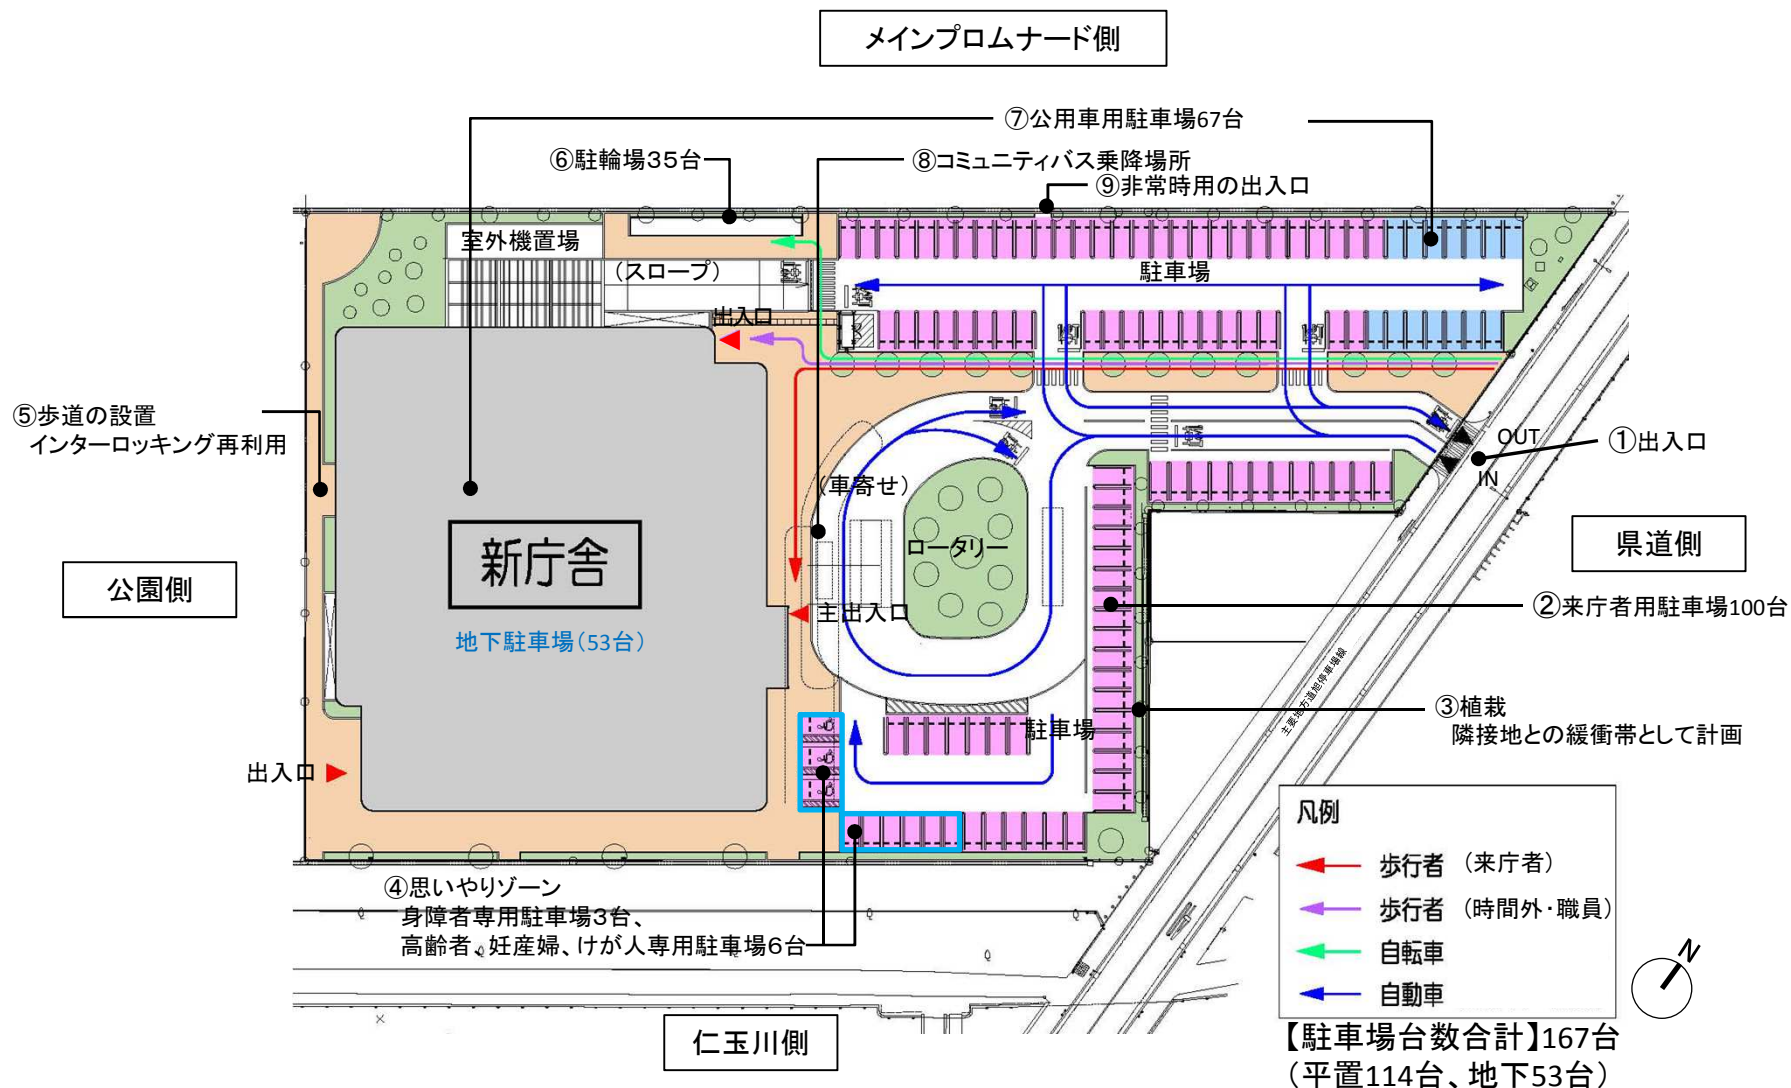 メインプロムナード側
⑦公用車用駐車場67台
⑥駐輪場35台
⑧コミュニティバス乗降場所
⑨非常時用の出入口
室外機置場
(スロープ)
駐車場
出入口
⑤歩道の設置
インターロッキング再利用
OUT
①出入口
IN
(車寄せ)
県道側
新庁舎
ロータリー
公園側
主出入口
②来庁者用駐車場100台
地下駐車場(53台)
主要地方道旭停車場線
③植栽
隣接地との緩衝帯として計画
駐車場
出入口
④思いやりゾーン
身障者専用駐車場3台、
高齢者、妊産婦、けが人専用駐車場6台
凡例
歩行者 (来庁者)
歩行者 (時間外・職員)
自転車
自動車
N
仁玉川側
【駐車場台数合計】167台
(平置114台、地下53台)